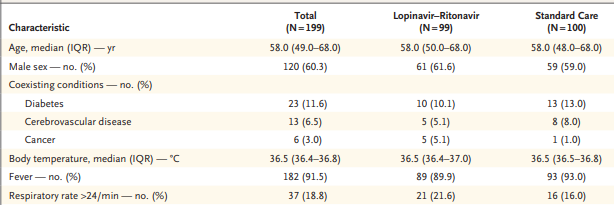 Characteristic Total (N=199) Lopinavir–Ritonavir (N=99) Standard Care (N=100)
Age, median (IQR) — yr 58.0 (49.0–68.0) 58.0 (50.0–68.0) 58.0 (48.0–68.0)
Male sex — no. (%) 120 (60.3) 61 (61.6) 59 (59.0)
Coexisting conditions — no. (%)
Diabetes 23 (11.6) 10 (10.1) 13 (13.0)
Cerebrovascular disease 13 (6.5) 5 (5.1) 8 (8.0)
Cancer 6 (3.0) 5 (5.1) 1 (1.0)
Body temperature, median (IQR) — °C 36.5 (36.4–36.8) 36.5 (36.4–37.0) 36.5 (36.5–36.8)
Fever — no. (%) 182 (91.5) 89 (89.9) 93 (93.0)
Respiratory rate >24/min — no. (%) 37 (18.8) 21 (21.6) 16 (16.0)